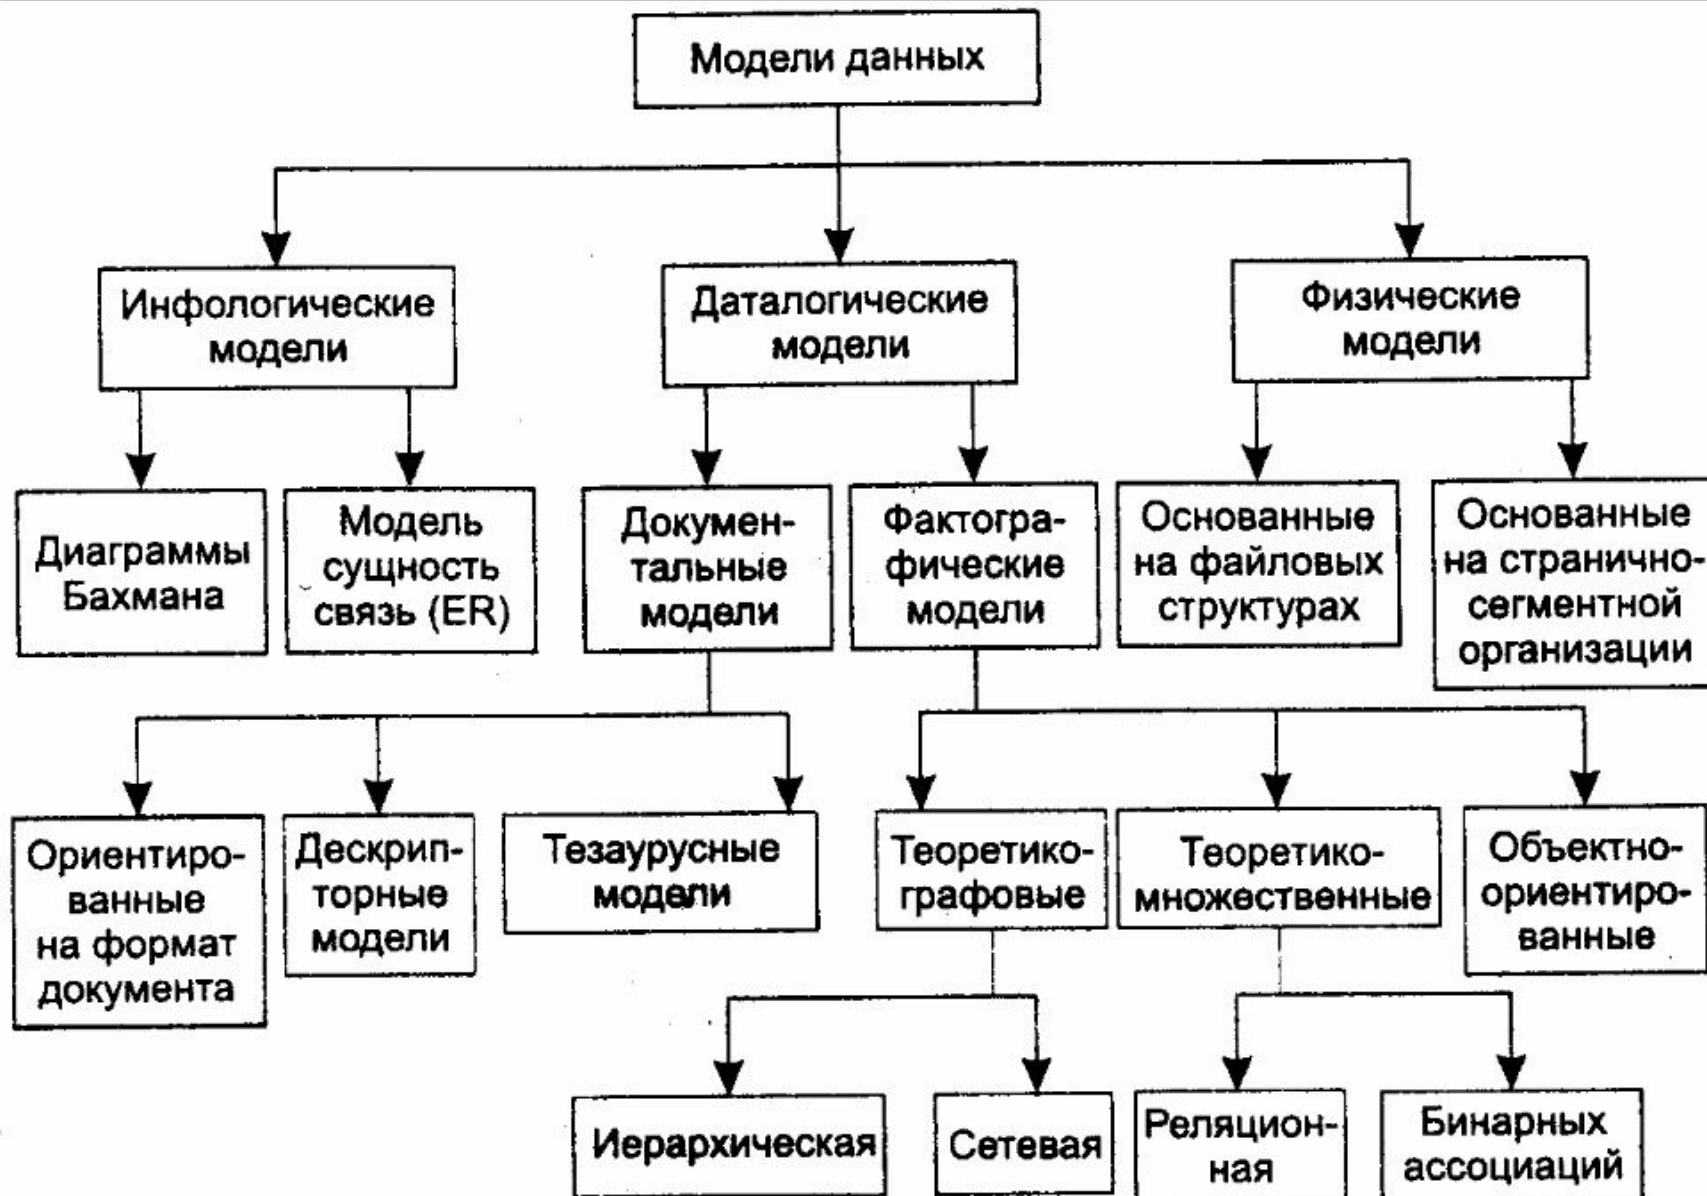 Модели данных
Инфологические
модели
Даталогические
модели
Физические
модели
Диаграммы
Бахмана
Модель
сущность
связь (ER)
Докумен-
тальные
модели
Фактогра-
фические
модели
Основанные
на файловых
структурах
Основанные
на странично-
сегментной
организации
Ориентиро-
ванные
на формат
документа
Дескрип-
торные
модели
Тезаурусные
модели
Теоретико-
графовые
Теоретико-
множественные
Объектно-
ориентиро-
ванные
Иерархическая
Сетевая
Реляцион-
ная
Бинарных
ассоциаций